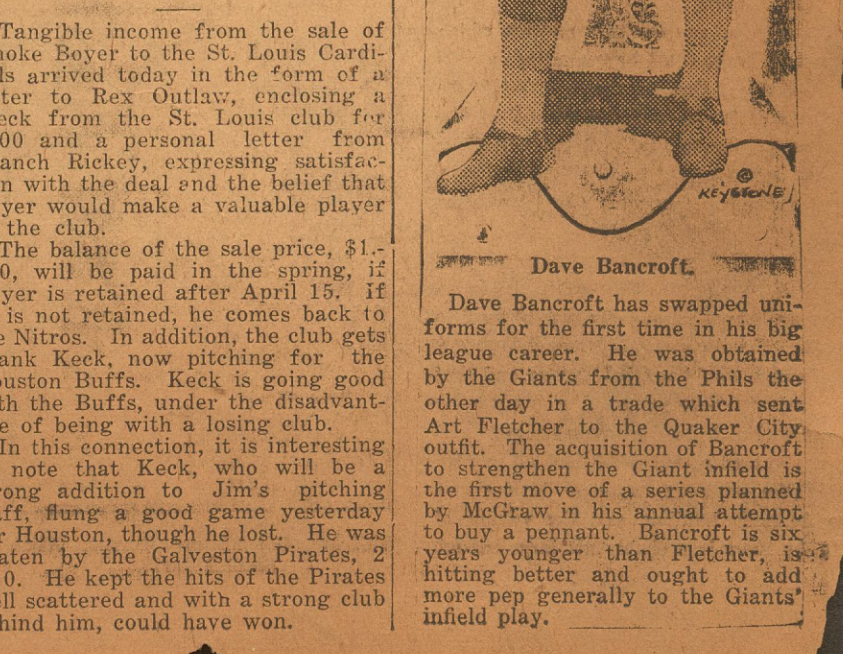 Tangible income from the sale of
noke Boyer to the St. Louis Cardi-
ls arrived today in the form of a
ter to Rex Outlaw, enclosing a
eck from the St. Louis club for
00 and a personal letter from
anch Rickey, expressing satisfac-
n with the deal and the belief that
yer would make a valuable player
the club.
The balance of the sale price, $1,-
0, will be paid in the spring, if
yer is retained after April 15. If
is not retained, he comes back to
e Nitros. In addition, the club gets
ank Keck, now pitching for the
ouston Buffs. Keck is going good
th the Buffs, under the disadvant-
e of being with a losing club.
In this connection, it is interesting
note that Keck, who will be a
rong addition to Jim's pitching
aff, flung a good game yesterday
r Houston, though he lost. He was
aten by the Galveston Pirates, 2
0. He kept the hits of the Pirates
ll scattered and with a strong club
hind him, could have won.
© KEYSTONE
Dave Bancroft.
Dave Bancroft has swapped uni-
forms for the first time in his big
league career. He was obtained
by the Giants from the Phils the
other day in a trade which sent
Art Fletcher to the Quaker City
outfit. The acquisition of Bancroft
to strengthen the Giant infield is
the first move of a series planned
by McGraw in his annual attempt
to buy a pennant. Bancroft is six
years younger than Fletcher, is
hitting better and ought to add
more pep generally to the Giants'
infield play.